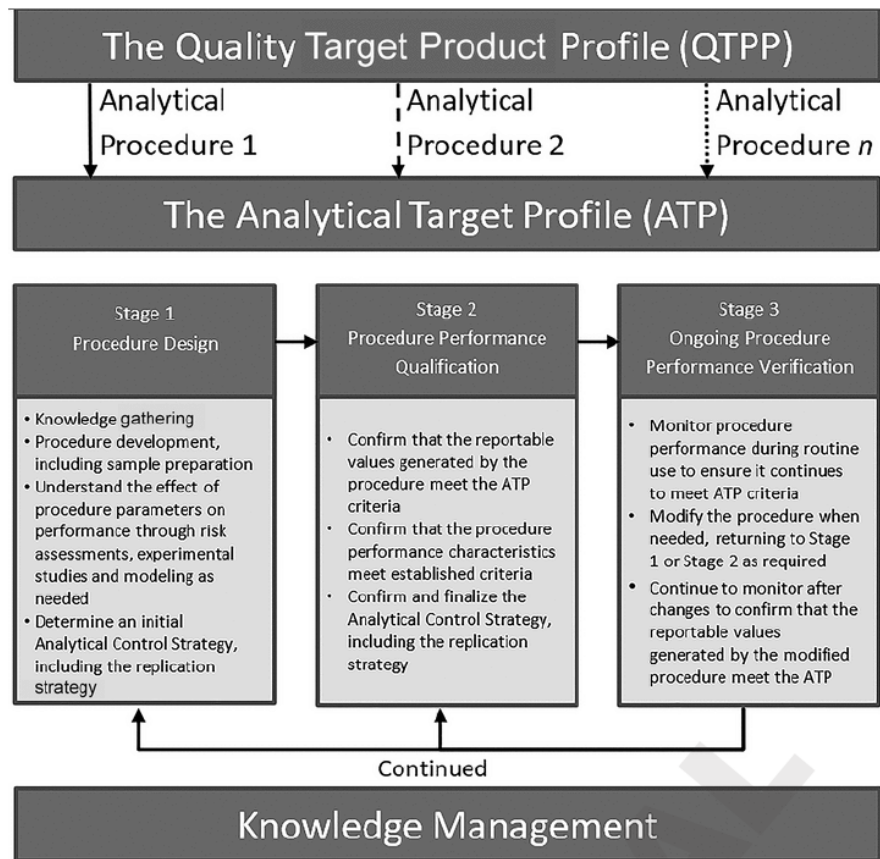 The Quality Target Product Profile (QTPP)
Analytical
Procedure 1
Analytical
Procedure 2
Analytical
Procedure n
The Analytical Target Profile (ATP)
Stage 1
Procedure Design
• Knowledge gathering
• Procedure development,
including sample preparation
• Understand the effect of
procedure parameters on
performance through risk
assessments, experimental
studies and modeling as
needed
• Determine an initial
Analytical Control Strategy,
including the replication
strategy
Stage 2
Procedure Performance
Qualification
• Confirm that the reportable
values generated by the
procedure meet the ATP
criteria
• Confirm that the procedure
performance characteristics
meet established criteria
• Confirm and finalize the
Analytical Control Strategy,
including the replication
strategy
Stage 3
Ongoing Procedure
Performance Verification
• Monitor procedure
performance during routine
use to ensure it continues
to meet ATP criteria
• Modify the procedure when
needed, returning to Stage
1 or Stage 2 as required
• Continue to monitor after
changes to confirm that the
reportable values
generated by the modified
procedure meet the ATP
Continued
Knowledge Management